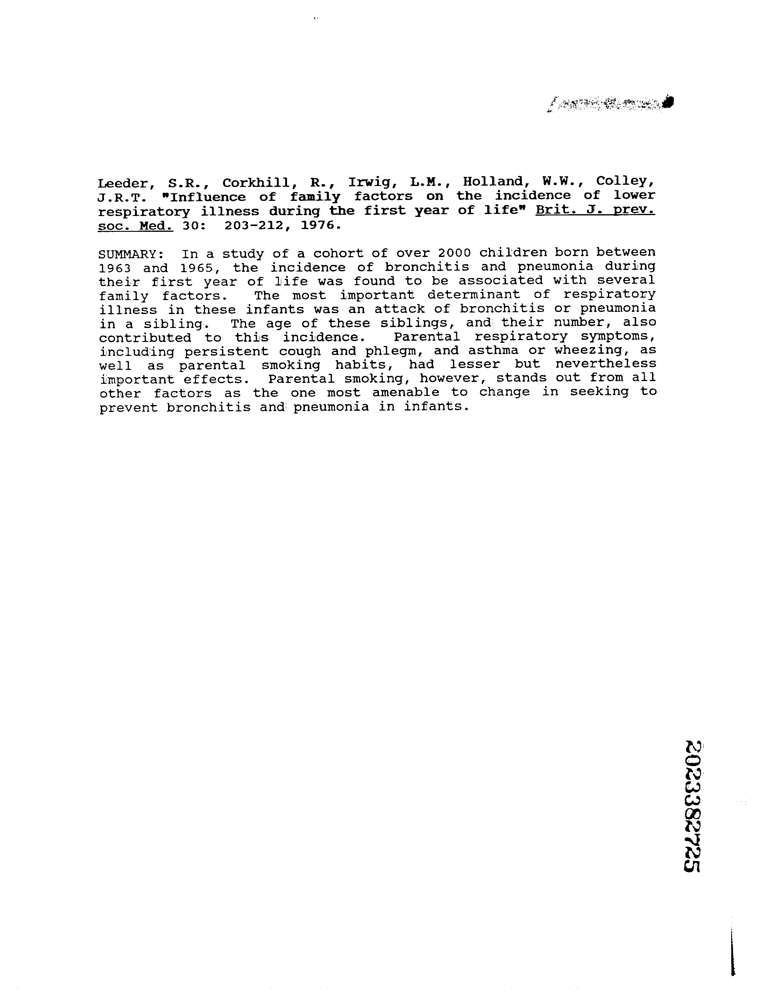 Leeder, S.R., Corkhill, R., Irwig, L.M., Holland, W.W., Colley,
J.R.T. "Influence of family factors on the incidence of lower
respiratory illness during the first year of life" Brit. J. prev.
soc. Med. 30: 203-212, 1976.
SUMMARY: In a study of a cohort of over 2000 children born between
1963 and 1965, the incidence of bronchitis and pneumonia during
their first year of life was found to be associated with several
family factors. The most important determinant of respiratory
illness in these infants was an attack of bronchitis or pneumonia
in a sibling. The age of these siblings, and their number, also
contributed to this incidence. Parental respiratory symptoms,
including persistent cough and phlegm, and asthma or wheezing, as
well as parental smoking habits, had lesser but nevertheless
important effects. Parental smoking, however, stands out from all
other factors as the one most amenable to change in seeking to
prevent bronchitis and pneumonia in infants.
2023382725